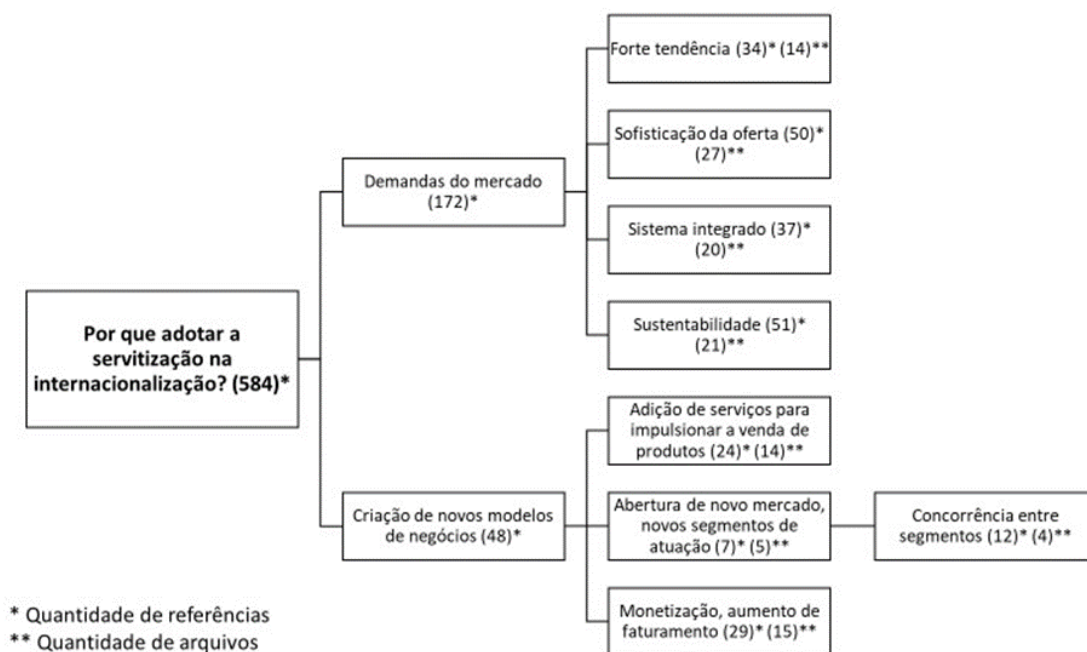 Por que adotar a
servitização na
internacionalização? (584)*
Demandas do mercado
(172)*
Forte tendência (34)* (14)**
Sofisticação da oferta (50)*
(27)**
Sistema integrado (37)*
(20)**
Sustentabilidade (51)*
(21)**
Criação de novos modelos
de negócios (48)*
Adição de serviços para
impulsionar a venda de
produtos (24)* (14)**
Abertura de novo mercado,
novos segmentos de
atuação (7)* (5)**
Concorrência entre
segmentos (12)* (4)**
Monetização, aumento de
faturamento (29)* (15)**
* Quantidade de referências
** Quantidade de arquivos